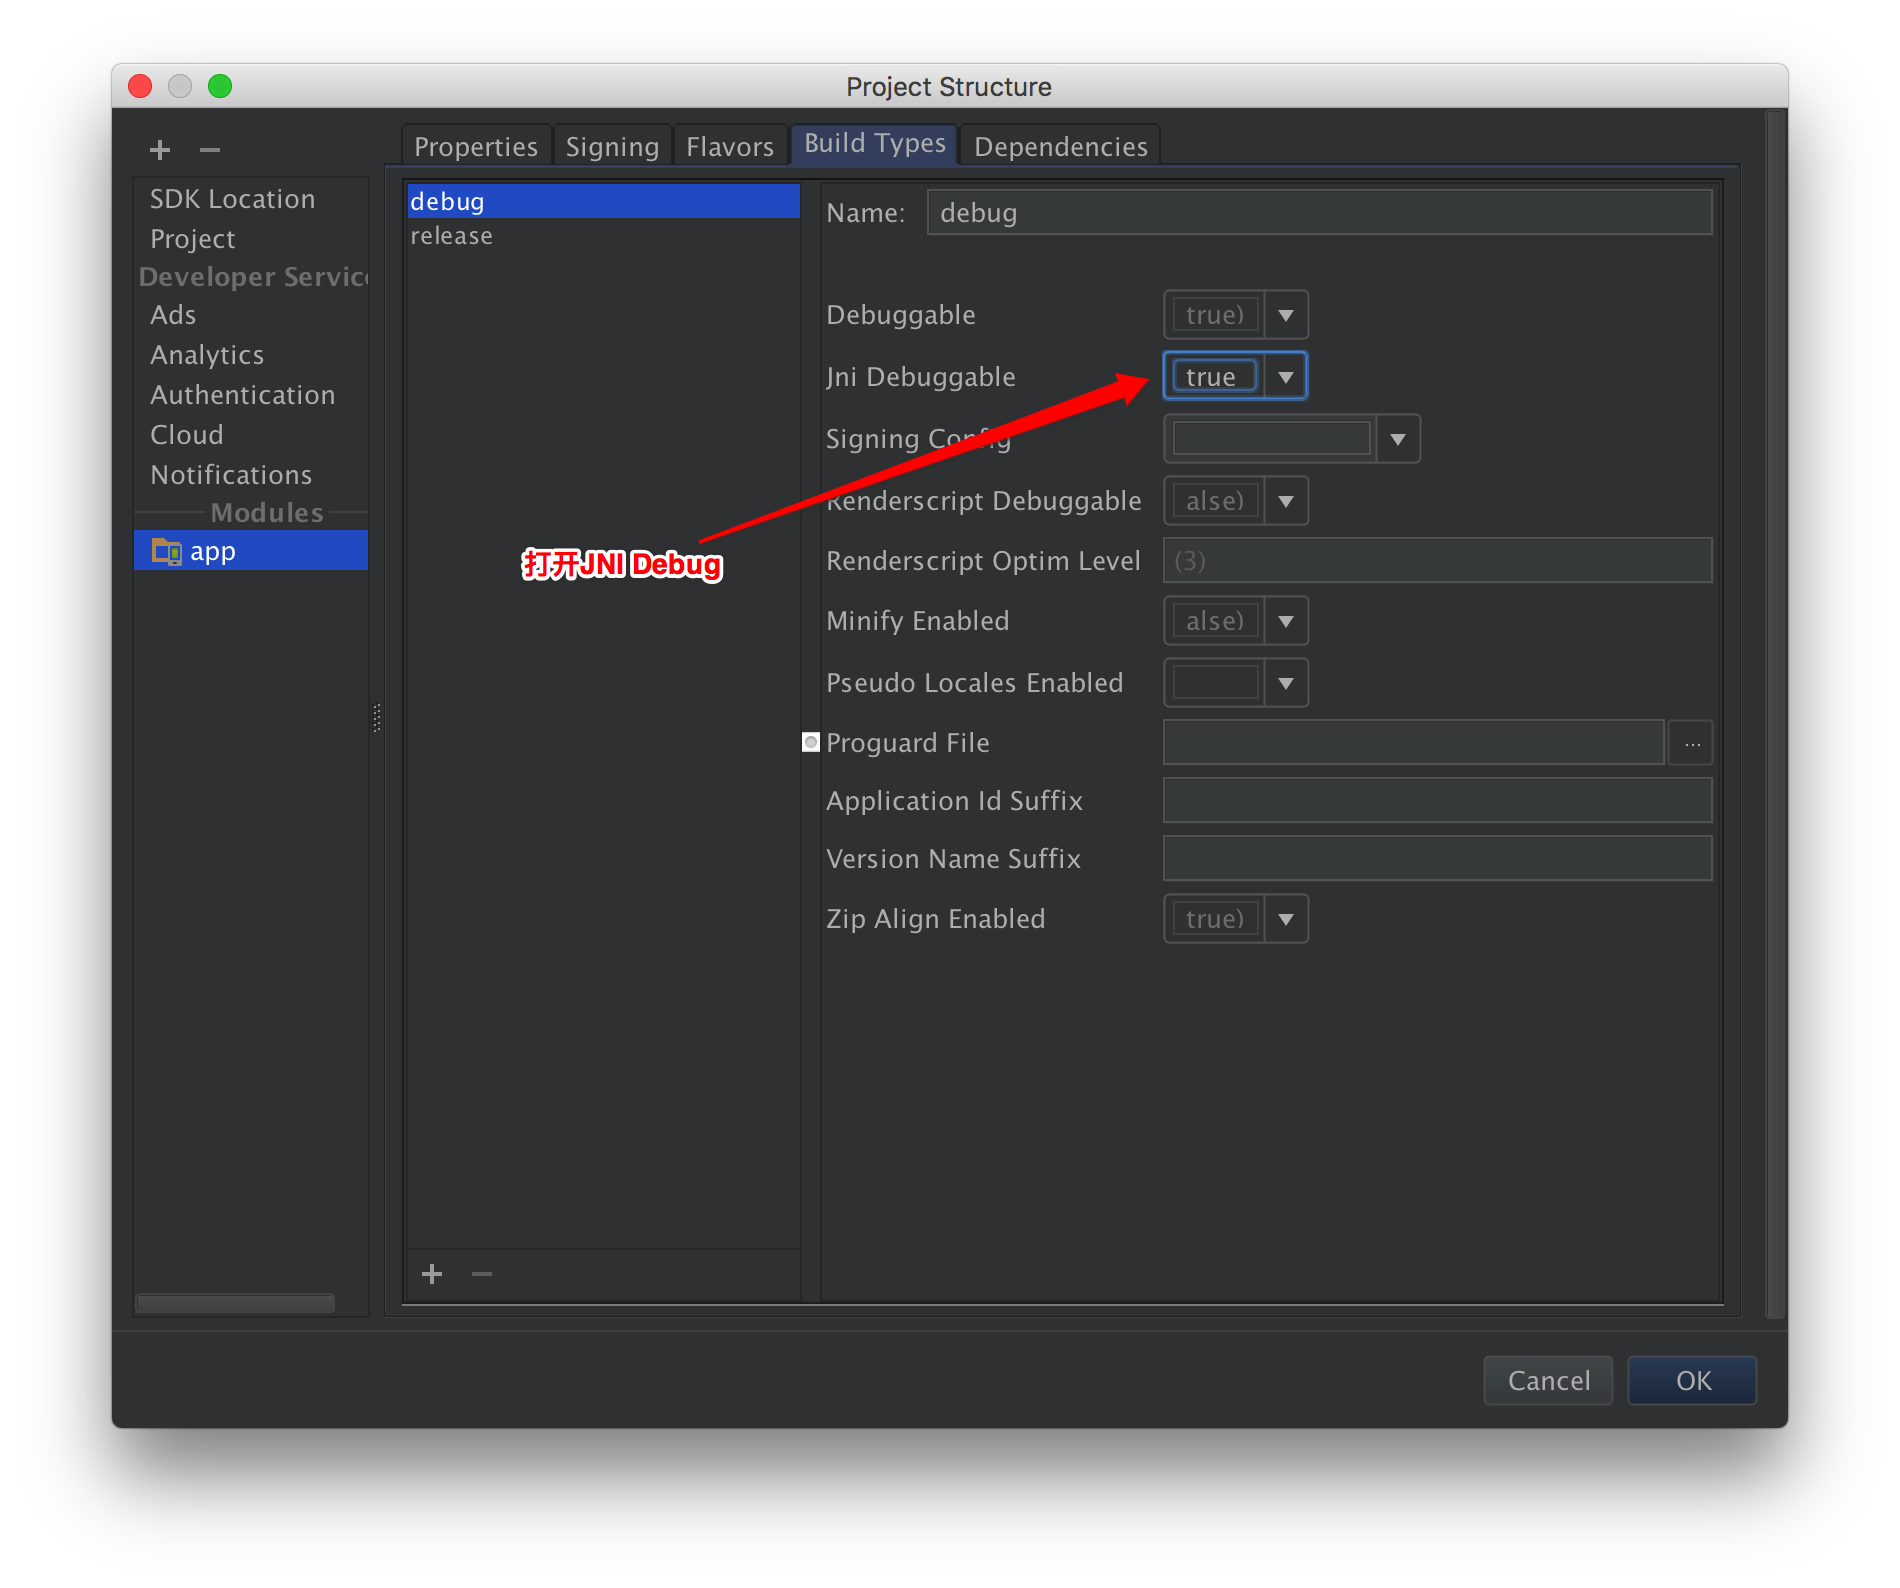 Project Structure
Properties
Signing
Flavors
Build Types
Dependencies
SDK Location
Project
Developer Servic
Ads
Analytics
Authentication
Cloud
Notifications
Modules
app
debug
release
打开JNI Debug
Name: debug
Debuggable true)
Jni Debuggable true
Signing Config
Renderscript Debuggable alse)
Renderscript Optim Level (3)
Minify Enabled alse)
Pseudo Locales Enabled
Proguard File ...
Application Id Suffix
Version Name Suffix
Zip Align Enabled true)
Cancel
OK